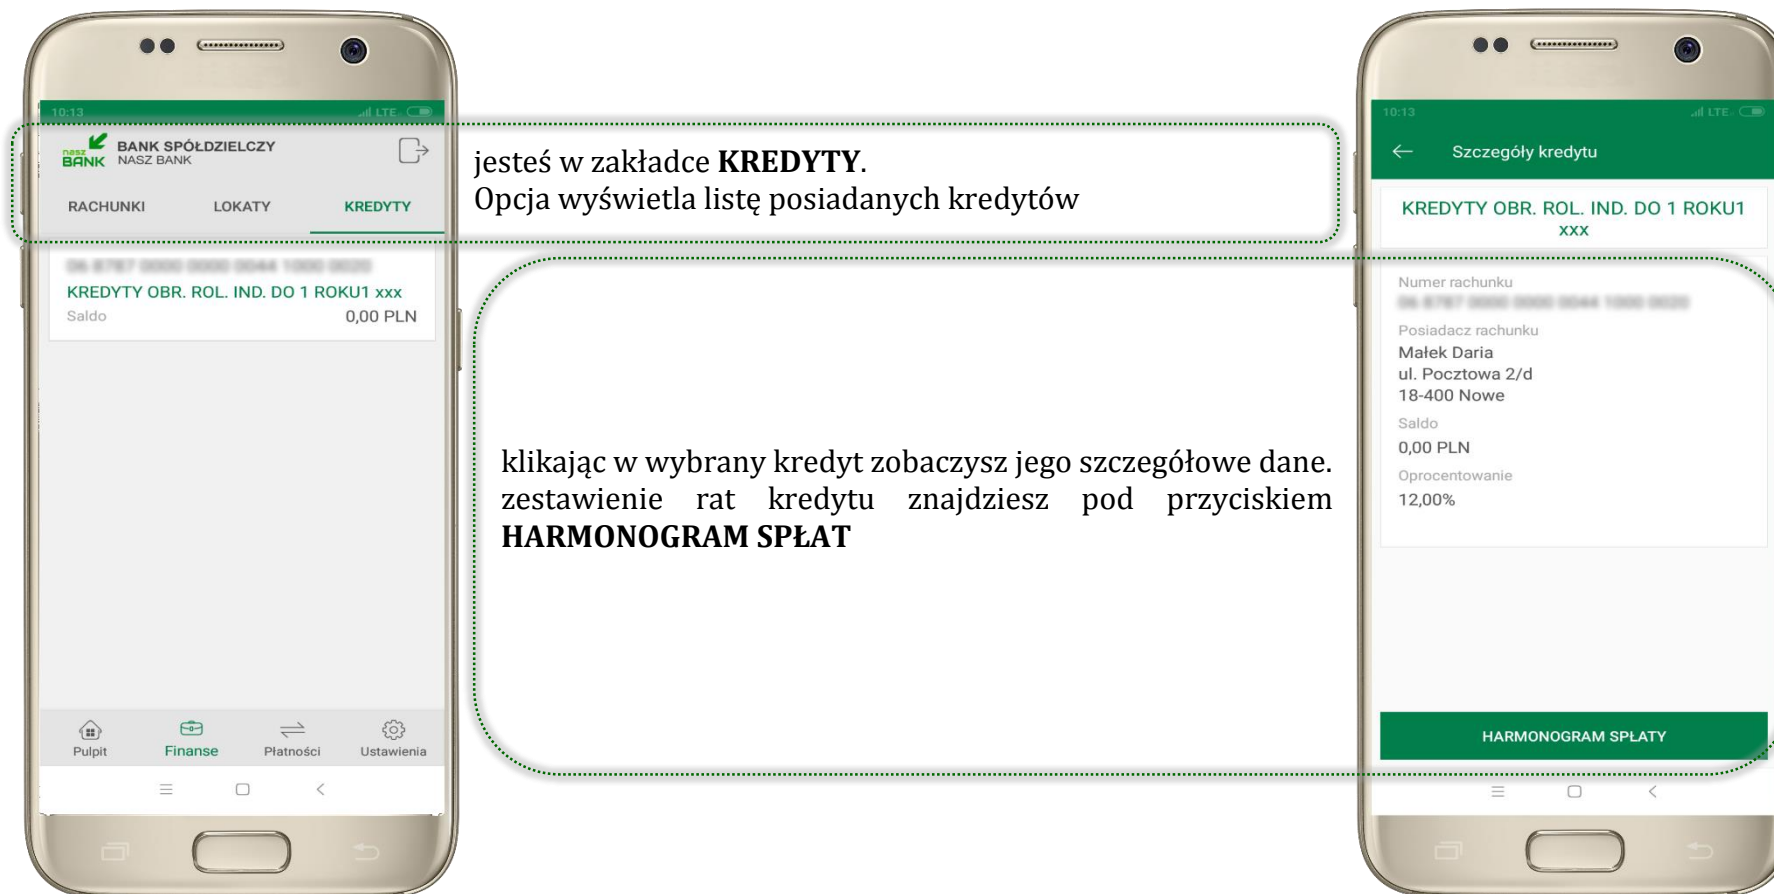 10:13
LTE
nasz
BANK
BANK SPÓŁDZIELCZY
NASZ BANK
RACHUNKI LOKATY KREDYTY
KREDYTY OBR. ROL. IND. DO 1 ROKU1 xxx
Saldo 0,00 PLN
Pulpit Finanse Płatności Ustawienia
jesteś w zakładce KREDYTY.
Opcja wyświetla listę posiadanych kredytów
klikając w wybrany kredyt zobaczysz jego szczegółowe dane.
zestawienie rat kredytu znajdziesz pod przyciskiem
HARMONOGRAM SPŁAT
10:13
LTE
Szczegóły kredytu
KREDYTY OBR. ROL. IND. DO 1 ROKU1
xxx
Numer rachunku
Posiadacz rachunku
Małek Daria
ul. Pocztowa 2/d
18-400 Nowe
Saldo
0,00 PLN
Oprocentowanie
12,00%
HARMONOGRAM SPŁATY